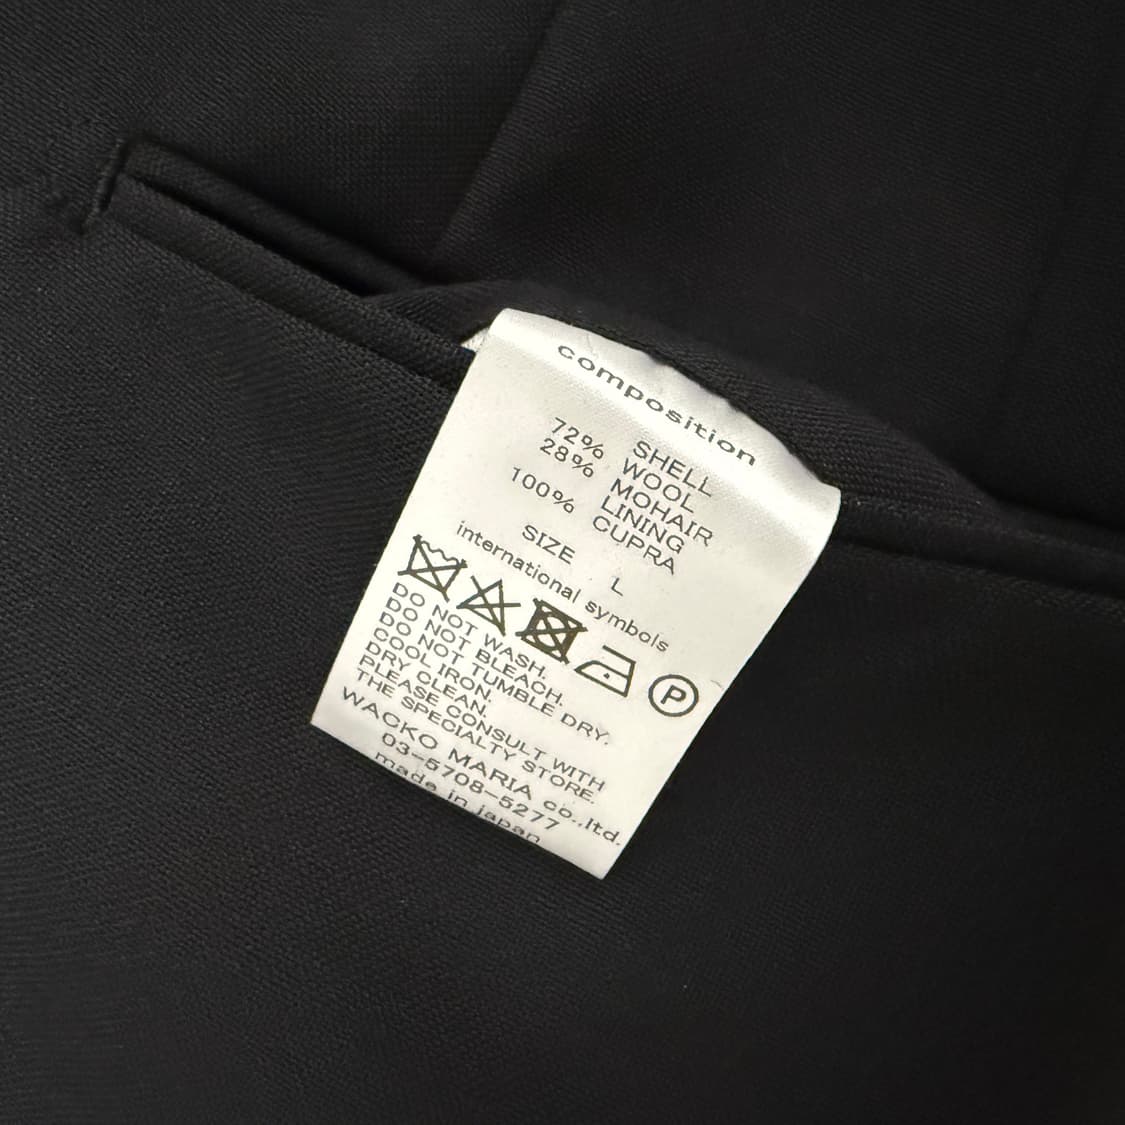 composition
SHELL
72% WOOL
28% MOHAIR
LINING
100% CUPRA
SIZE L
international symbols
P
DO NOT WASH.
DO NOT BLEACH.
DO NOT TUMBLE DRY.
COOL IRON.
DRY CLEAN.
PLEASE CONSULT WITH
THE SPECIALTY STORE.
WACKO MARIA co.,ltd.
03-5708-5277
made in japan